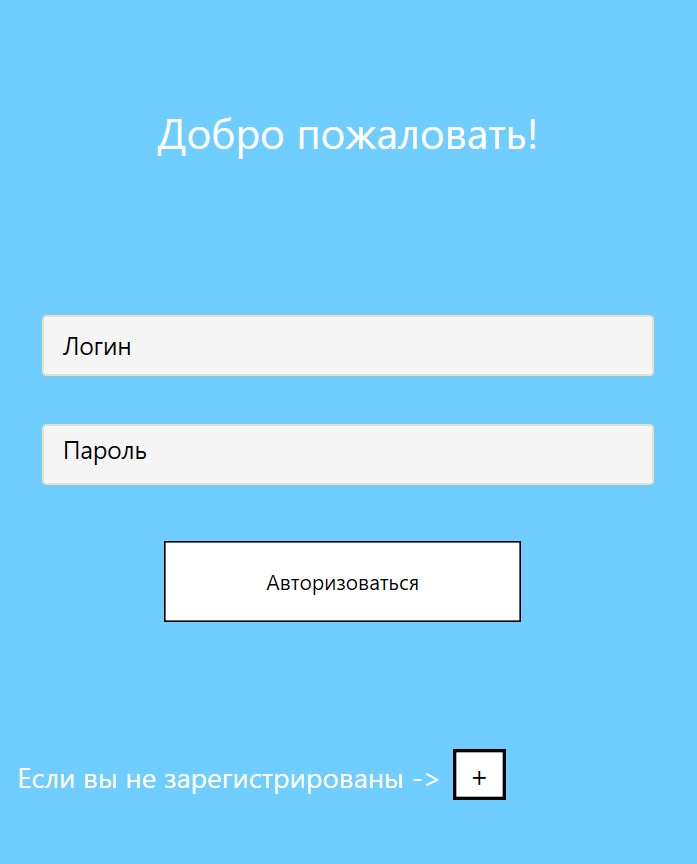 Добро пожаловать!
Логин
Пароль
Авторизоваться
Если вы не зарегистрированы -> +